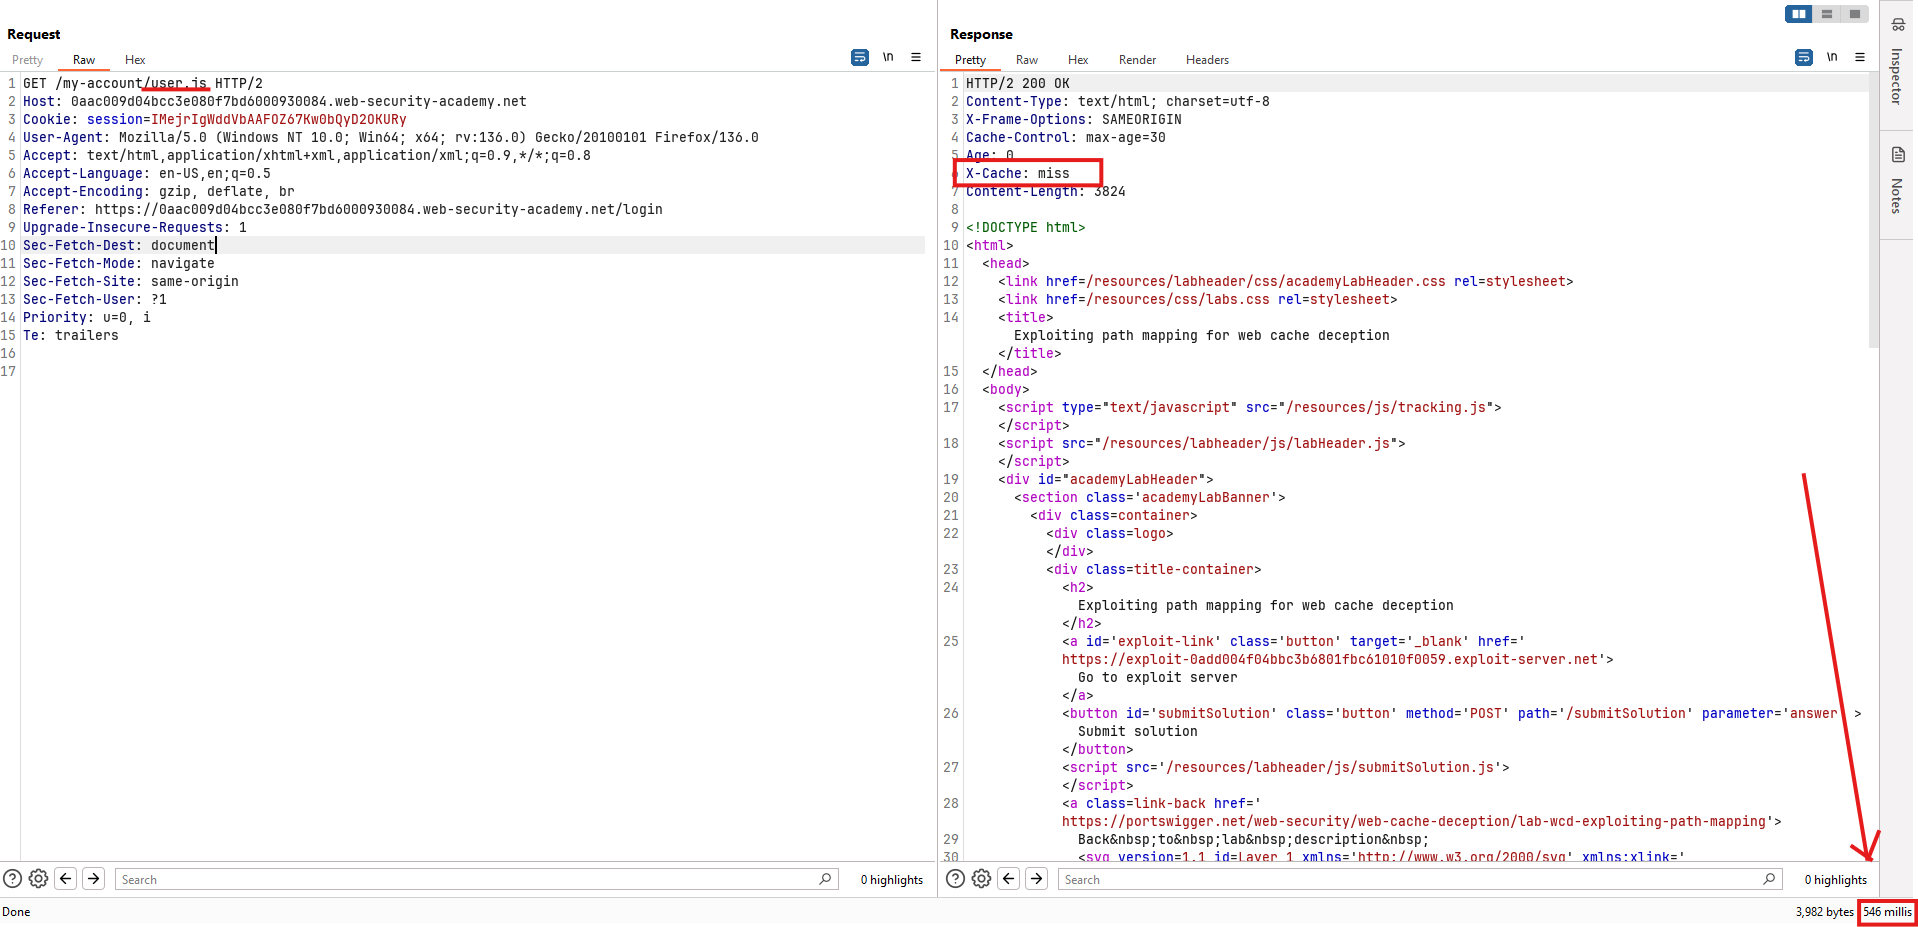 Request
Pretty Raw Hex \n
1 GET /my-account/user.js HTTP/2
2 Host: 0aac009d04bcc3e080f7bd6000930084.web-security-academy.net
3 Cookie: session=IMejrIgWddVbAAFOZ67Kw0bQyD2OKURy
4 User-Agent: Mozilla/5.0 (Windows NT 10.0; Win64; x64; rv:136.0) Gecko/20100101 Firefox/136.0
5 Accept: text/html,application/xhtml+xml,application/xml;q=0.9,*/*;q=0.8
6 Accept-Language: en-US,en;q=0.5
7 Accept-Encoding: gzip, deflate, br
8 Referer: https://0aac009d04bcc3e080f7bd6000930084.web-security-academy.net/login
9 Upgrade-Insecure-Requests: 1
10 Sec-Fetch-Dest: document
11 Sec-Fetch-Mode: navigate
12 Sec-Fetch-Site: same-origin
13 Sec-Fetch-User: ?1
14 Priority: u=0, i
15 Te: trailers
16
17
Search
0 highlights
Done
Response
Pretty Raw Hex Render Headers \n
1 HTTP/2 200 OK
2 Content-Type: text/html; charset=utf-8
3 X-Frame-Options: SAMEORIGIN
4 Cache-Control: max-age=30
5 Age: 0
6 X-Cache: miss
7 Content-Length: 3824
8
9 <!DOCTYPE html>
10 <html>
11 <head>
12 <link href=/resources/labheader/css/academyLabHeader.css rel=stylesheet>
13 <link href=/resources/css/labs.css rel=stylesheet>
14 <title>
Exploiting path mapping for web cache deception
</title>
15 </head>
16 <body>
17 <script type="text/javascript" src="/resources/js/tracking.js">
</script>
18 <script src="/resources/labheader/js/labHeader.js">
</script>
19 <div id="academyLabHeader">
20 <section class='academyLabBanner'>
21 <div class=container>
22 <div class=logo>
</div>
23 <div class=title-container>
24 <h2>
Exploiting path mapping for web cache deception
</h2>
25 <a id='exploit-link' class='button' target='_blank' href='
https://exploit-0add004f04bbc3b6801fbc61010f0059.exploit-server.net'>
Go to exploit server
</a>
26 <button id='submitSolution' class='button' method='POST' path='/submitSolution' parameter='answer' >
Submit solution
</button>
27 <script src='/resources/labheader/js/submitSolution.js'>
</script>
28 <a class=link-back href='
https://portswigger.net/web-security/web-cache-deception/lab-wcd-exploiting-path-mapping'>
29 Back&nbsp;to&nbsp;lab&nbsp;description&nbsp;
30 <svg version=1.1 id=Layer_1 xmlns='http://www.w3.org/2000/svg' xmlns:xlink='
Search
0 highlights
3,982 bytes 546 millis
Inspector
Notes